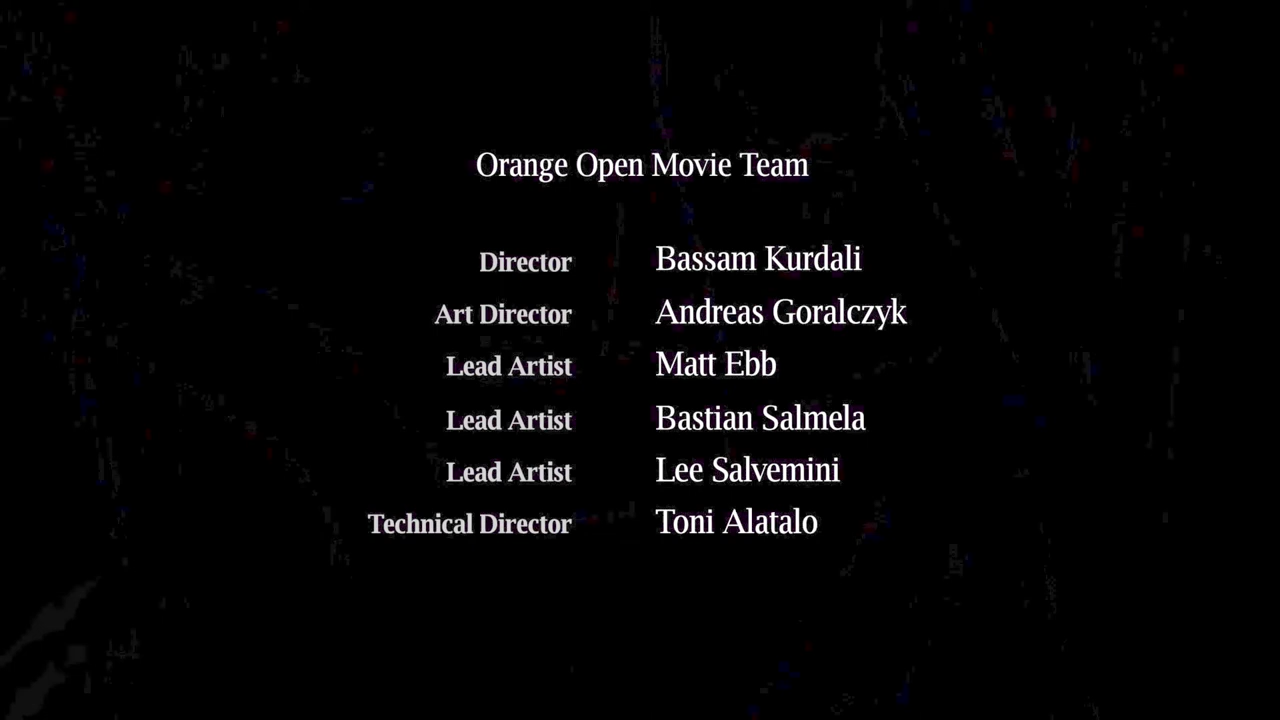 Orange Open Movie Team
Director Bassam Kurdali
Art Director Andreas Goralczyk
Lead Artist Matt Ebb
Lead Artist Bastian Salmela
Lead Artist Lee Salvemini
Technical Director Toni Alatalo